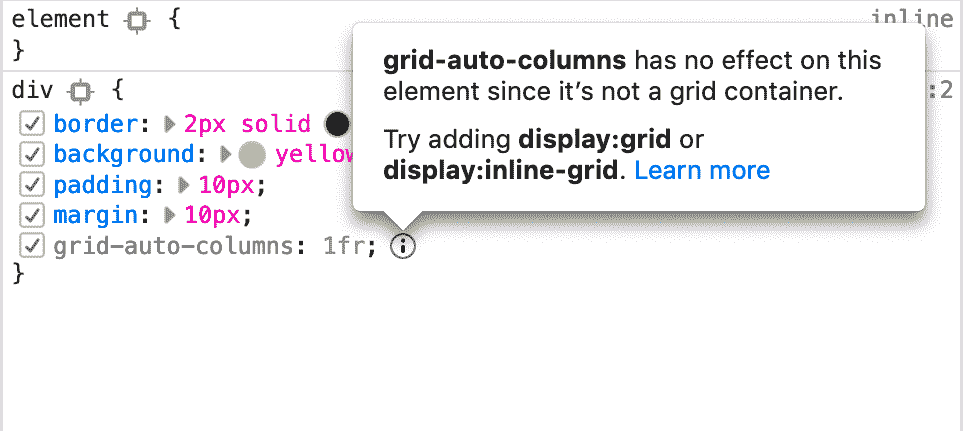 element {
inline
}
div {
:2
border: 2px solid
background: yellow
padding: 10px;
margin: 10px;
grid-auto-columns: 1fr;
}
grid-auto-columns has no effect on this
element since it’s not a grid container.
Try adding display:grid or
display:inline-grid. Learn more